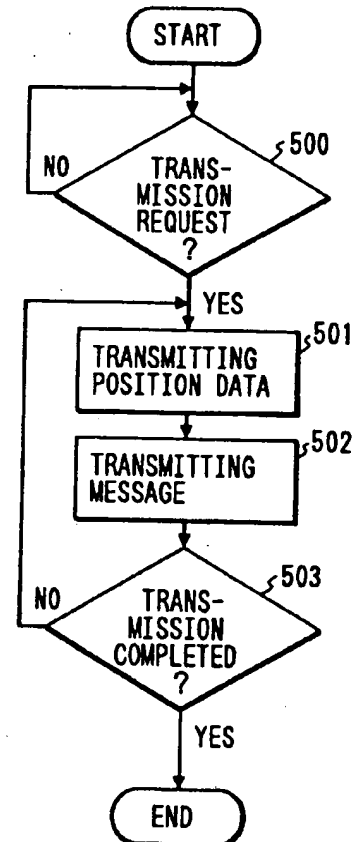 START
500
NO
TRANS-
MISSION
REQUEST
?
YES
501
TRANSMITTING
POSITION DATA
502
TRANSMITTING
MESSAGE
503
NO
TRANS-
MISSION
COMPLETED
?
YES
END